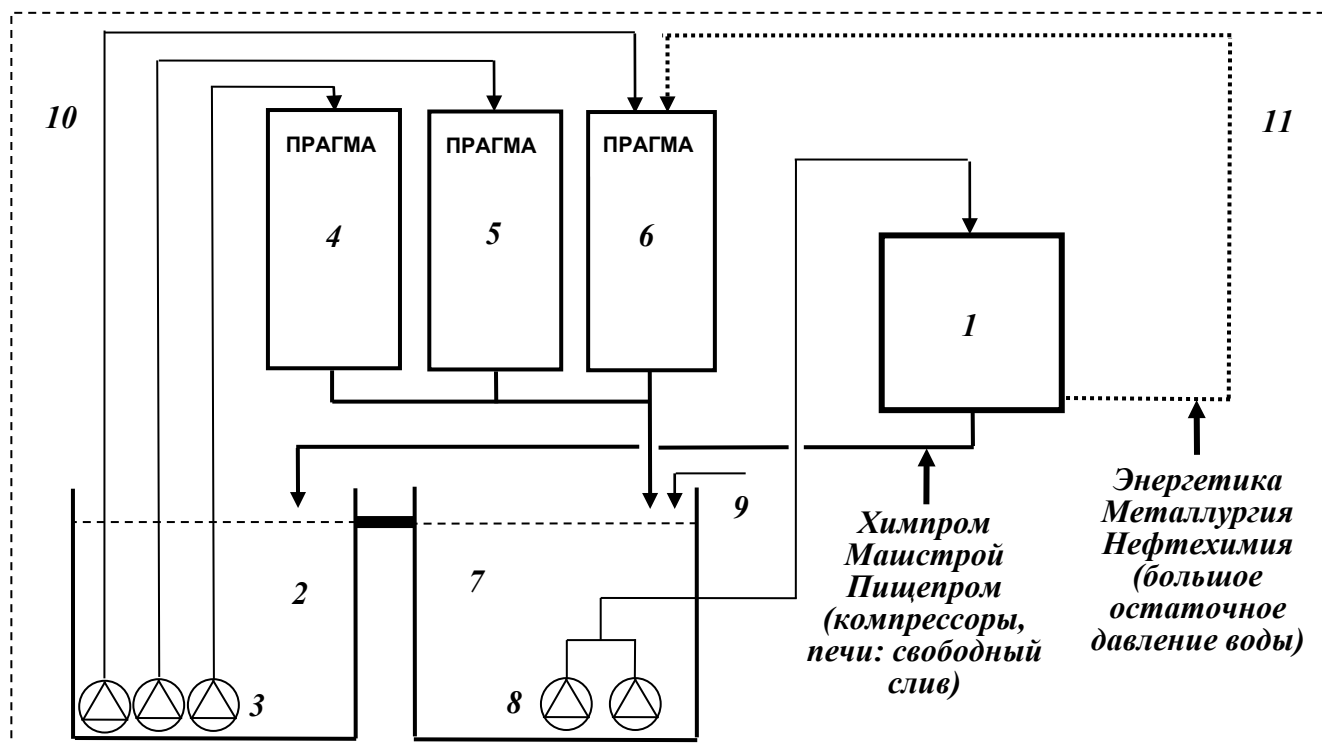 10
11
ПРАГМА
ПРАГМА
ПРАГМА
4
5
6
1
9
2
7
3
8
Химпром
Машстрой
Пищепром
(компрессоры,
печи: свободный
слив)
Энергетика
Металлургия
Нефтехимия
(большое
остаточное
давление воды)